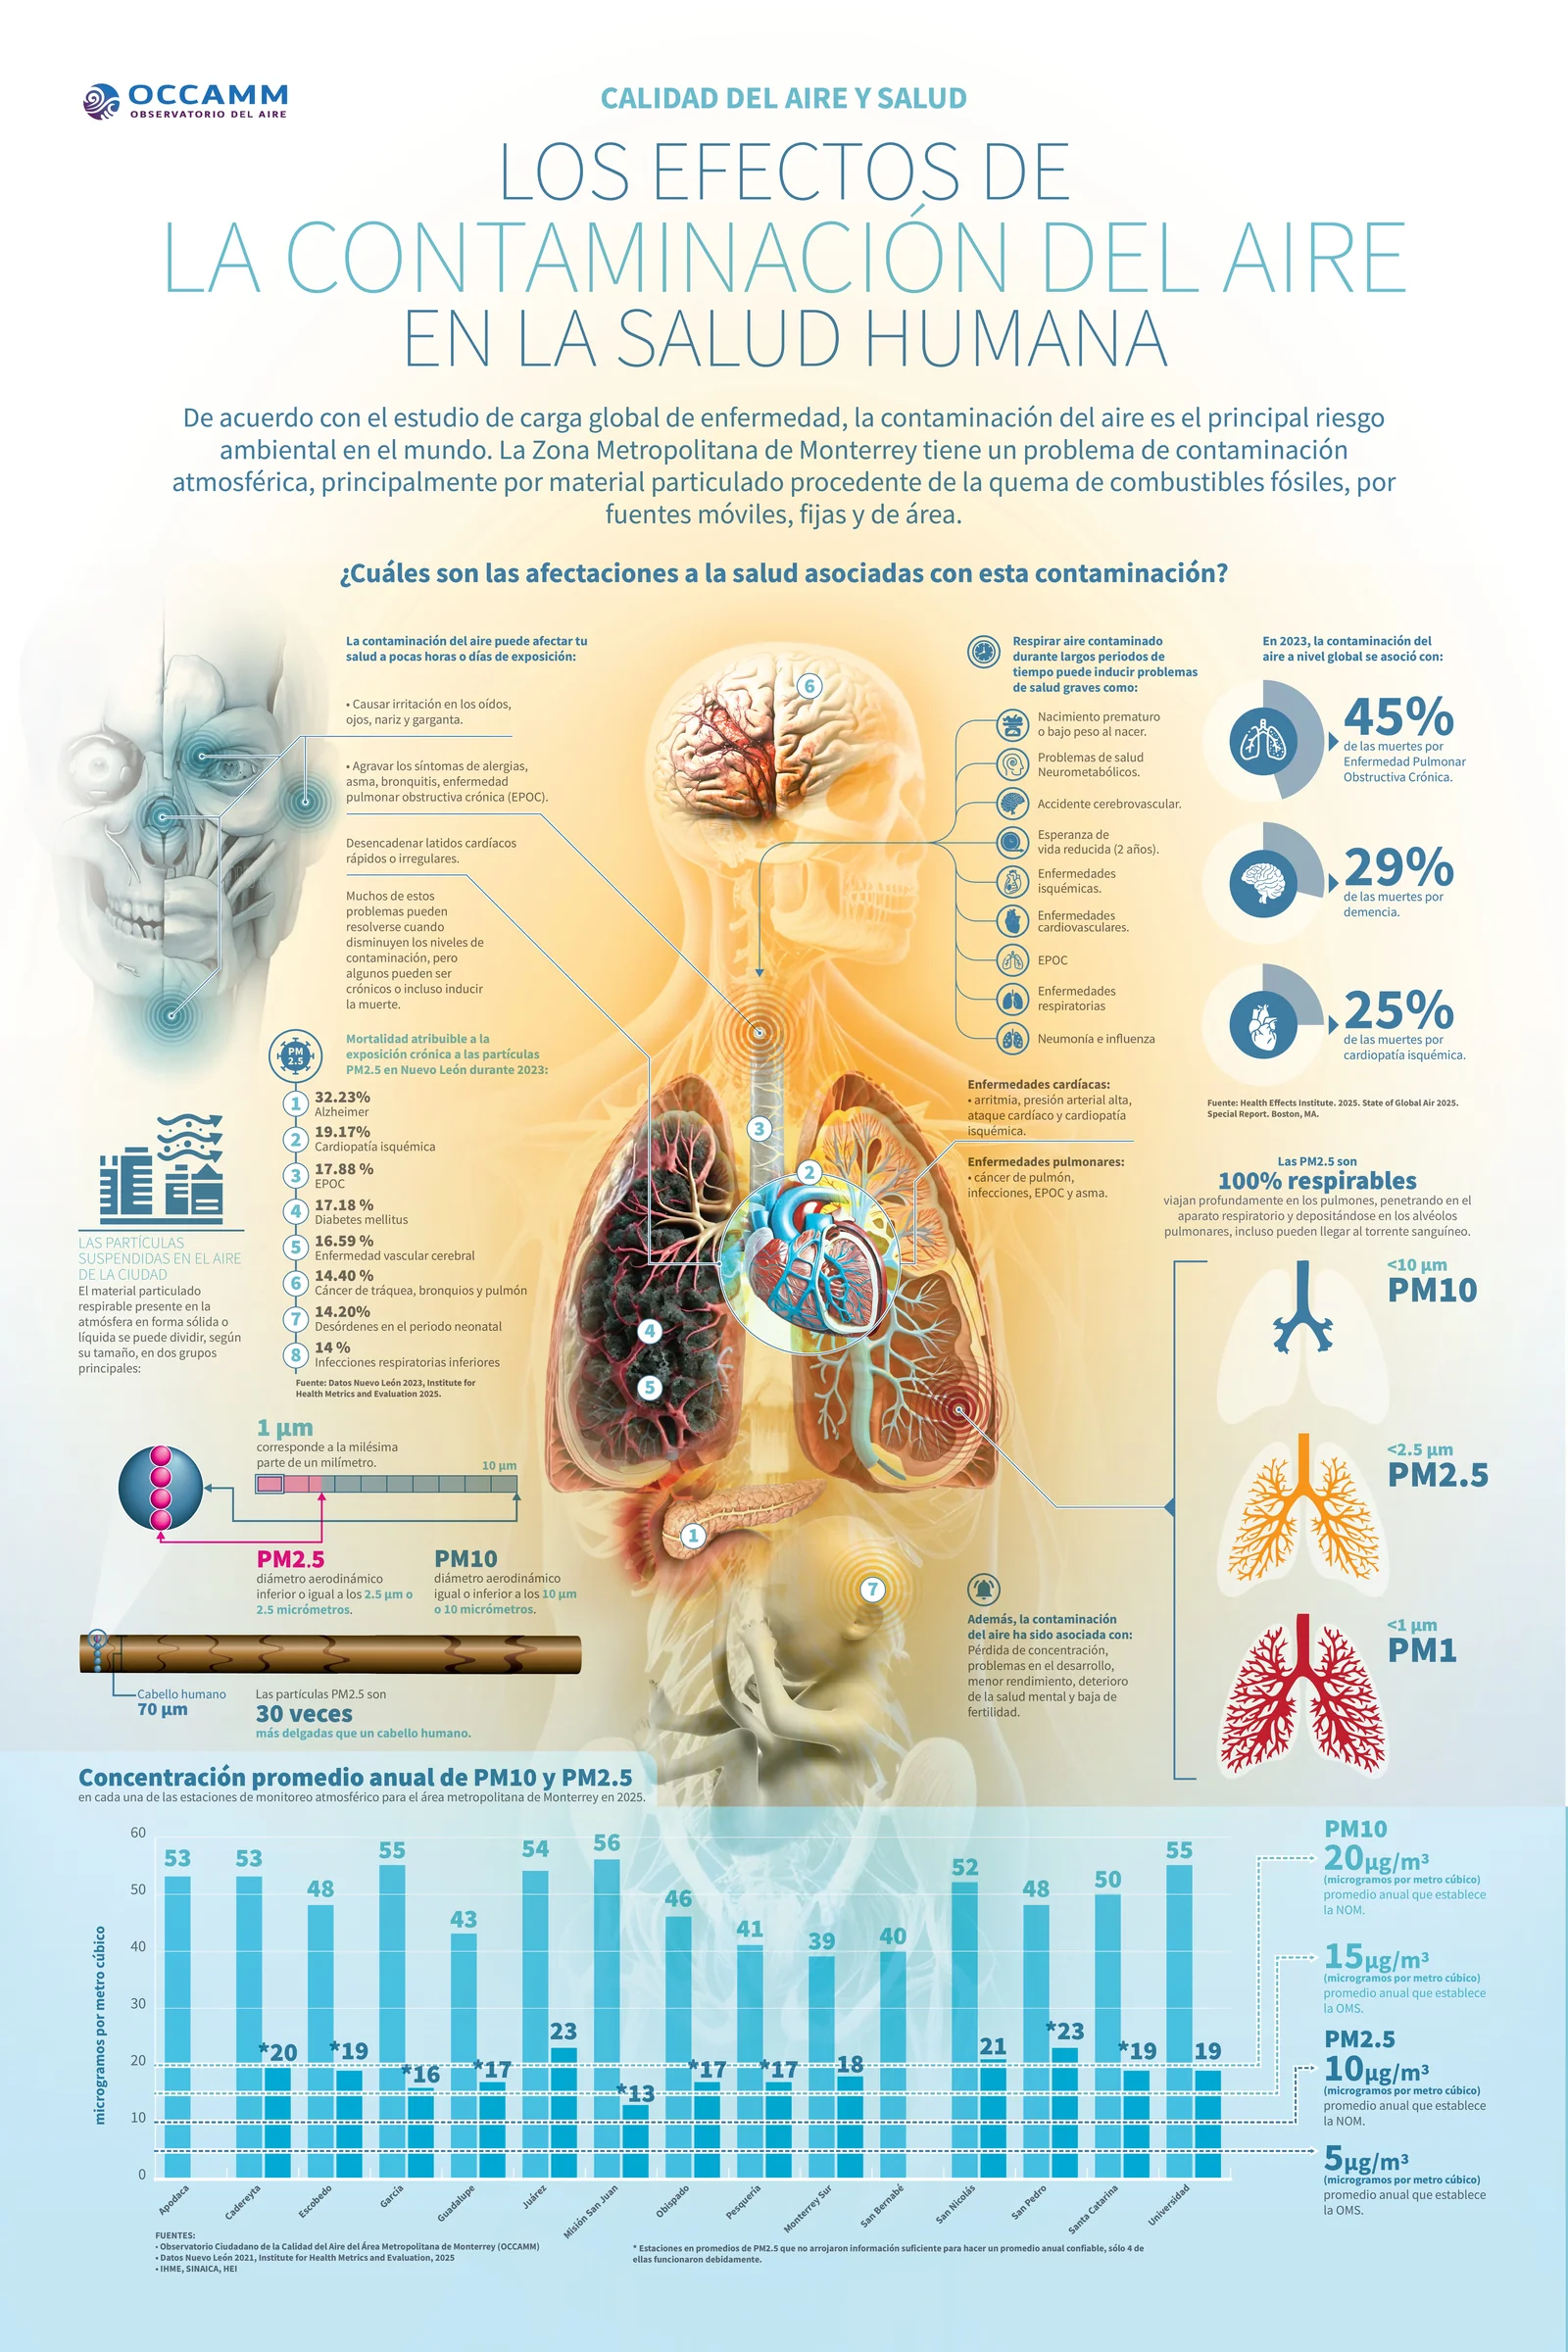 OCCAMM
OBSERVATORIO DEL AIRE
CALIDAD DEL AIRE Y SALUD
LOS EFECTOS DE
LA CONTAMINACIÓN DEL AIRE
EN LA SALUD HUMANA
De acuerdo con el estudio de carga global de enfermedad, la contaminación del aire es el principal riesgo
ambiental en el mundo. La Zona Metropolitana de Monterrey tiene un problema de contaminación
atmosférica, principalmente por material particulado procedente de la quema de combustibles fósiles, por
fuentes móviles, fijas y de área.
¿Cuáles son las afectaciones a la salud asociadas con esta contaminación?
La contaminación del aire puede afectar tu
salud a pocas horas o días de exposición:
• Causar irritación en los oídos,
ojos, nariz y garganta.
• Agravar los síntomas de alergias,
asma, bronquitis, enfermedad
pulmonar obstructiva crónica (EPOC).
Desencadenar latidos cardíacos
rápidos o irregulares.
Muchos de estos
problemas pueden
resolverse cuando
disminuyen los niveles de
contaminación, pero
algunos pueden ser
crónicos o incluso inducir
la muerte.
PM
2.5
Mortalidad atribuible a la
exposición crónica a las partículas
PM2.5 en Nuevo León durante 2023:
1
32.23%
Alzheimer
2
19.17%
Cardiopatía isquémica
3
17.88 %
EPOC
4
17.18 %
Diabetes mellitus
5
16.59 %
Enfermedad vascular cerebral
6
14.40 %
Cáncer de tráquea, bronquios y pulmón
7
14.20%
Desórdenes en el periodo neonatal
8
14 %
Infecciones respiratorias inferiores
Fuente: Datos Nuevo León 2023, Institute for
Health Metrics and Evaluation 2025.
6
3
2
4
5
1
7
Respirar aire contaminado
durante largos periodos de
tiempo puede inducir problemas
de salud graves como:
Nacimiento prematuro
o bajo peso al nacer.
Problemas de salud
Neurometabólicos.
Accidente cerebrovascular.
Esperanza de
vida reducida (2 años).
Enfermedades
isquémicas.
Enfermedades
cardiovasculares.
EPOC
Enfermedades
respiratorias
Neumonía e influenza
Enfermedades cardíacas:
• arritmia, presión arterial alta,
ataque cardíaco y cardiopatía
isquémica.
Enfermedades pulmonares:
• cáncer de pulmón,
infecciones, EPOC y asma.
En 2023, la contaminación del
aire a nivel global se asoció con:
45%
de las muertes por
Enfermedad Pulmonar
Obstructiva Crónica.
29%
de las muertes por
demencia.
25%
de las muertes por
cardiopatía isquémica.
Fuente: Health Effects Institute. 2025. State of Global Air 2025.
Special Report. Boston, MA.
Las PM2.5 son
100% respirables
viajan profundamente en los pulmones, penetrando en el
aparato respiratorio y depositándose en los alvéolos
pulmonares, incluso pueden llegar al torrente sanguíneo.
<10 µm
PM10
<2.5 µm
PM2.5
<1 µm
PM1
LAS PARTÍCULAS
SUSPENDIDAS EN EL AIRE
DE LA CIUDAD
El material particulado
respirable presente en la
atmósfera en forma sólida o
líquida se puede dividir, según
su tamaño, en dos grupos
principales:
1 µm
corresponde a la milésima
parte de un milímetro.
10 µm
PM2.5
diámetro aerodinámico
inferior o igual a los 2.5 µm o
2.5 micrómetros.
PM10
diámetro aerodinámico
igual o inferior a los 10 µm
o 10 micrómetros.
Cabello humano
70 µm
Las partículas PM2.5 son
30 veces
más delgadas que un cabello humano.
Además, la contaminación
del aire ha sido asociada con:
Pérdida de concentración,
problemas en el desarrollo,
menor rendimiento, deterioro
de la salud mental y baja de
fertilidad.
Concentración promedio anual de PM10 y PM2.5
en cada una de las estaciones de monitoreo atmosférico para el área metropolitana de Monterrey en 2025.
microgramos por metro cúbico
60
50
40
30
20
10
0
53
53
48
55
43
54
56
46
41
39
40
52
48
50
55
*20
*19
*16
*17
23
*13
*17
*17
18
21
*23
*19
19
Apodaca
Cadereyta
Escobedo
García
Guadalupe
Juárez
Misión San Juan
Obispado
Pesquería
Monterrey Sur
San Bernabé
San Nicolás
San Pedro
Santa Catarina
Universidad
PM10
20µg/m³
(microgramos por metro cúbico)
promedio anual que establece
la NOM.
15µg/m³
(microgramos por metro cúbico)
promedio anual que establece
la OMS.
PM2.5
10µg/m³
(microgramos por metro cúbico)
promedio anual que establece
la NOM.
5µg/m³
(microgramos por metro cúbico)
promedio anual que establece
la OMS.
FUENTES:
• Observatorio Ciudadano de la Calidad del Aire del Área Metropolitana de Monterrey (OCCAMM)
• Datos Nuevo León 2021, Institute for Health Metrics and Evaluation, 2025
• IHME, SINAICA, HEI
* Estaciones en promedios de PM2.5 que no arrojaron información suficiente para hacer un promedio anual confiable, sólo 4 de
ellas funcionaron debidamente.